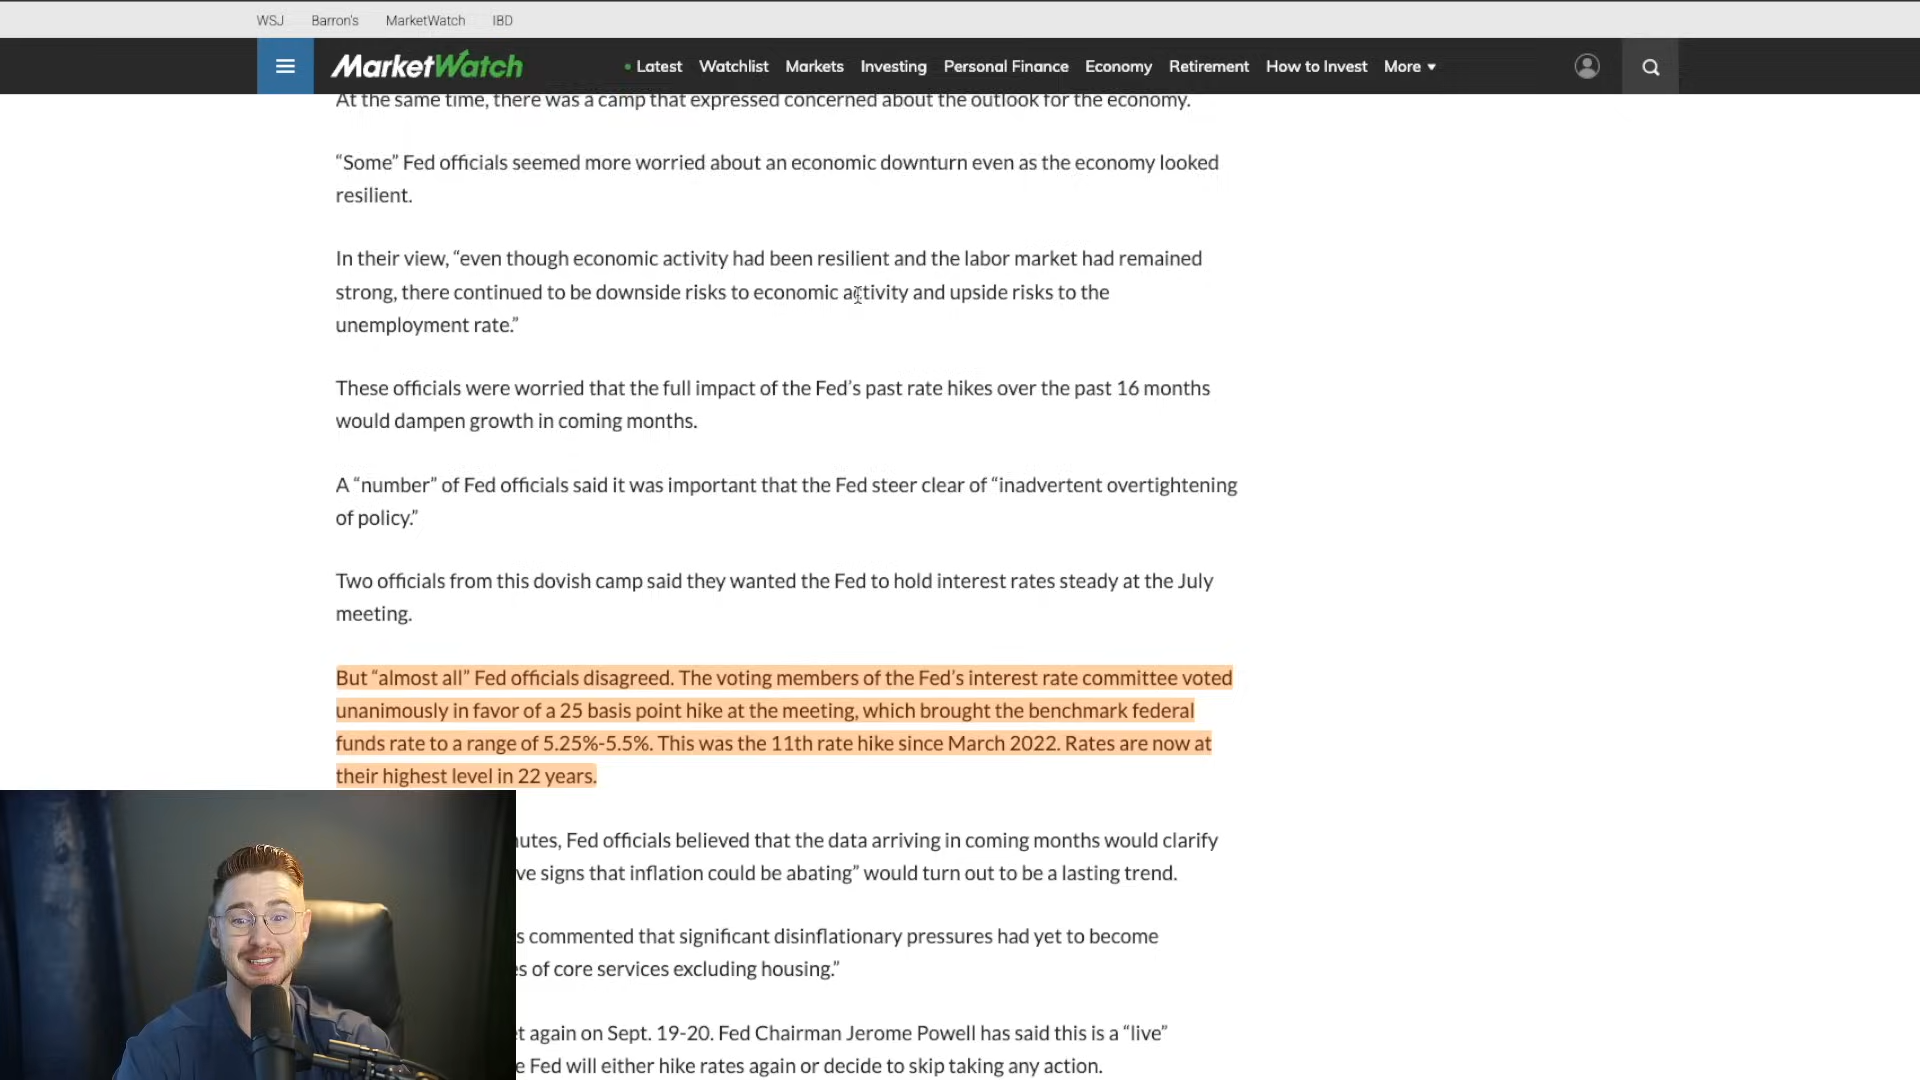 WSJ Barron's MarketWatch IBD
MarketWatch Latest Watchlist Markets Investing Personal Finance Economy Retirement How to Invest More
At the same time, there was a camp that expressed concerned about the outlook for the economy.
“Some” Fed officials seemed more worried about an economic downturn even as the economy looked
resilient.
In their view, “even though economic activity had been resilient and the labor market had remained
strong, there continued to be downside risks to economic activity and upside risks to the
unemployment rate.”
These officials were worried that the full impact of the Fed’s past rate hikes over the past 16 months
would dampen growth in coming months.
A “number” of Fed officials said it was important that the Fed steer clear of “inadvertent overtightening
of policy.”
Two officials from this dovish camp said they wanted the Fed to hold interest rates steady at the July
meeting.
But “almost all” Fed officials disagreed. The voting members of the Fed’s interest rate committee voted
unanimously in favor of a 25 basis point hike at the meeting, which brought the benchmark federal
funds rate to a range of 5.25%-5.5%. This was the 11th rate hike since March 2022. Rates are now at
their highest level in 22 years.
Fed officials believed that the data arriving in coming months would clarify
signs that inflation could be abating” would turn out to be a lasting trend.
commented that significant disinflationary pressures had yet to become
of core services excluding housing.”
again on Sept. 19-20. Fed Chairman Jerome Powell has said this is a “live”
Fed will either hike rates again or decide to skip taking any action.